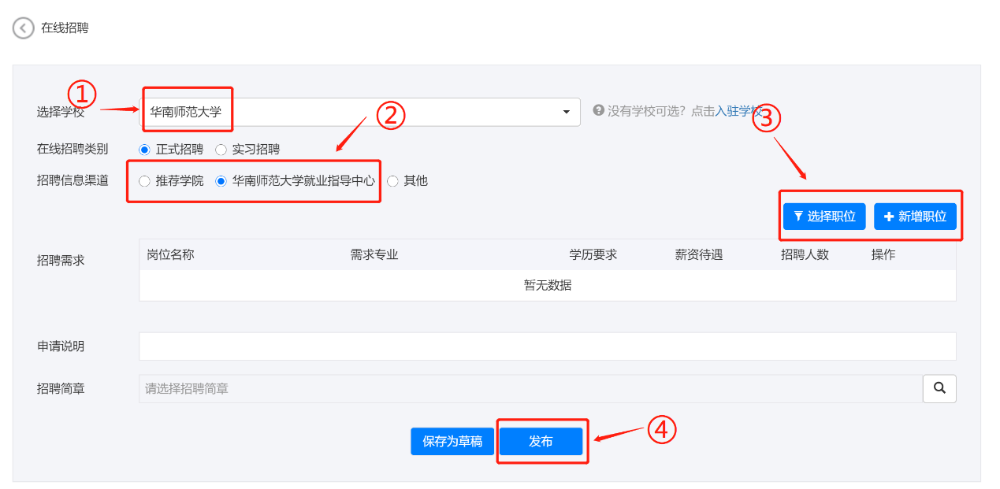 在线招聘
①
选择学校 华南师范大学 没有学校可选？点击入驻学校
②
③
在线招聘类别 正式招聘 实习招聘
招聘信息渠道 推荐学院 华南师范大学就业指导中心 其他
选择职位 新增职位
招聘需求
岗位名称 需求专业 学历要求 薪资待遇 招聘人数 操作
暂无数据
申请说明
招聘简章 请选择招聘简章
保存为草稿 发布
④